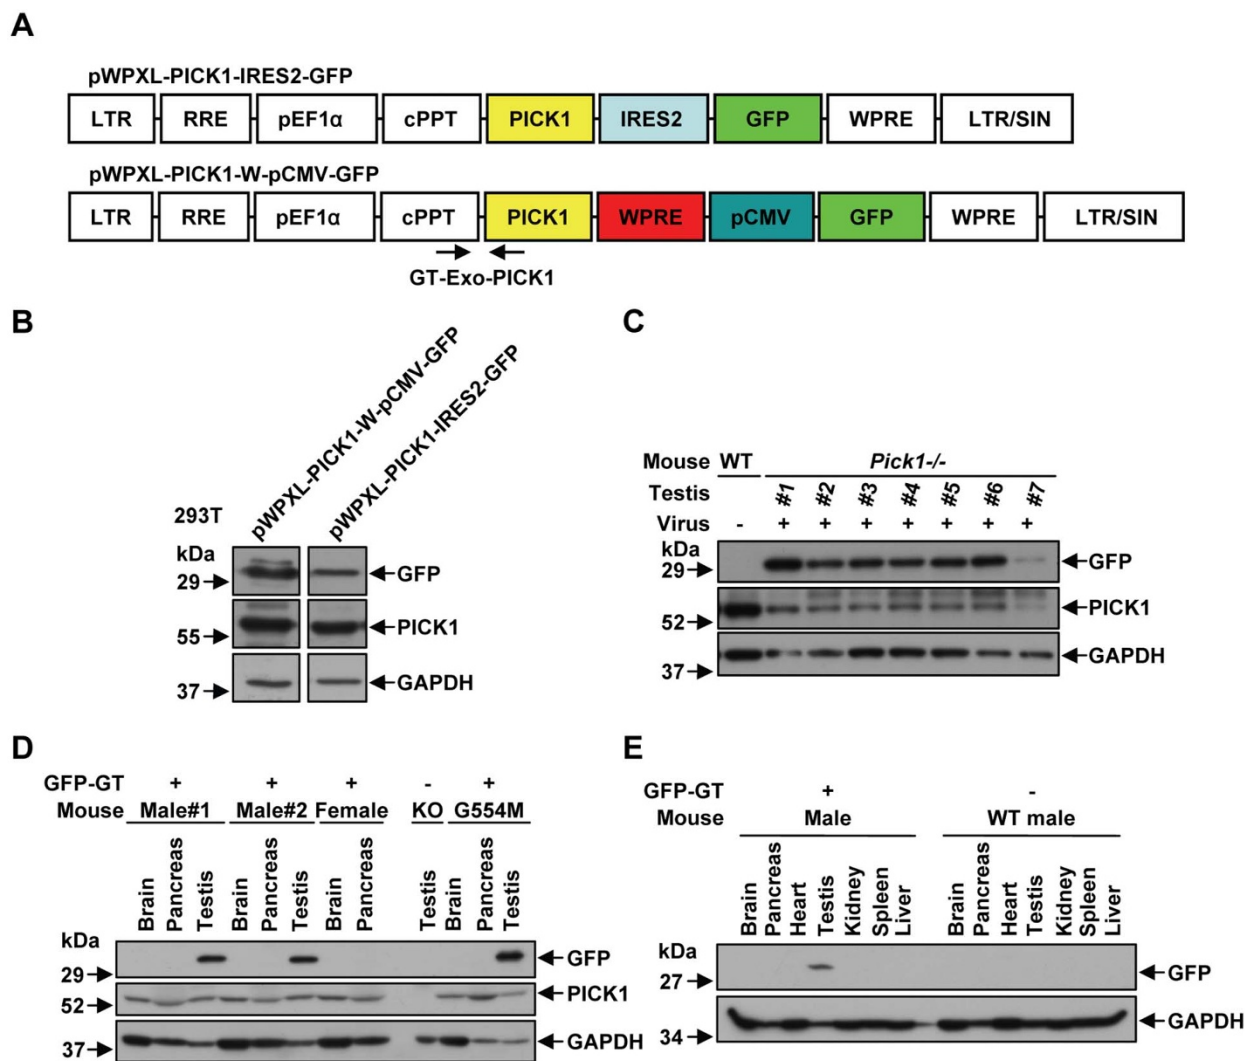 A
pWPXL-PICK1-IRES2-GFP
LTR RRE pEF1α cPPT PICK1 IRES2 GFP WPRE LTR/SIN
pWPXL-PICK1-W-pCMV-GFP
LTR RRE pEF1α cPPT PICK1 WPRE pCMV GFP WPRE LTR/SIN
GT-Exo-PICK1
B
pWPXL-PICK1-W-pCMV-GFP
pWPXL-PICK1-IRES2-GFP
293T
kDa
29 GFP
55 PICK1
37 GAPDH
C
Mouse WT Pick1-/-
Testis #1 #2 #3 #4 #5 #6 #7
Virus - + + + + + + +
kDa
29 GFP
52 PICK1
37 GAPDH
D
GFP-GT + + + - +
Mouse Male#1 Male#2 Female KO G554M
Brain Pancreas Testis Brain Pancreas Testis Brain Pancreas Testis Brain Pancreas Testis
kDa
29 GFP
52 PICK1
37 GAPDH
E
GFP-GT + -
Mouse Male WT male
Brain Pancreas Heart Testis Kidney Spleen Liver Brain Pancreas Heart Testis Kidney Spleen Liver
kDa
27 GFP
34 GAPDH